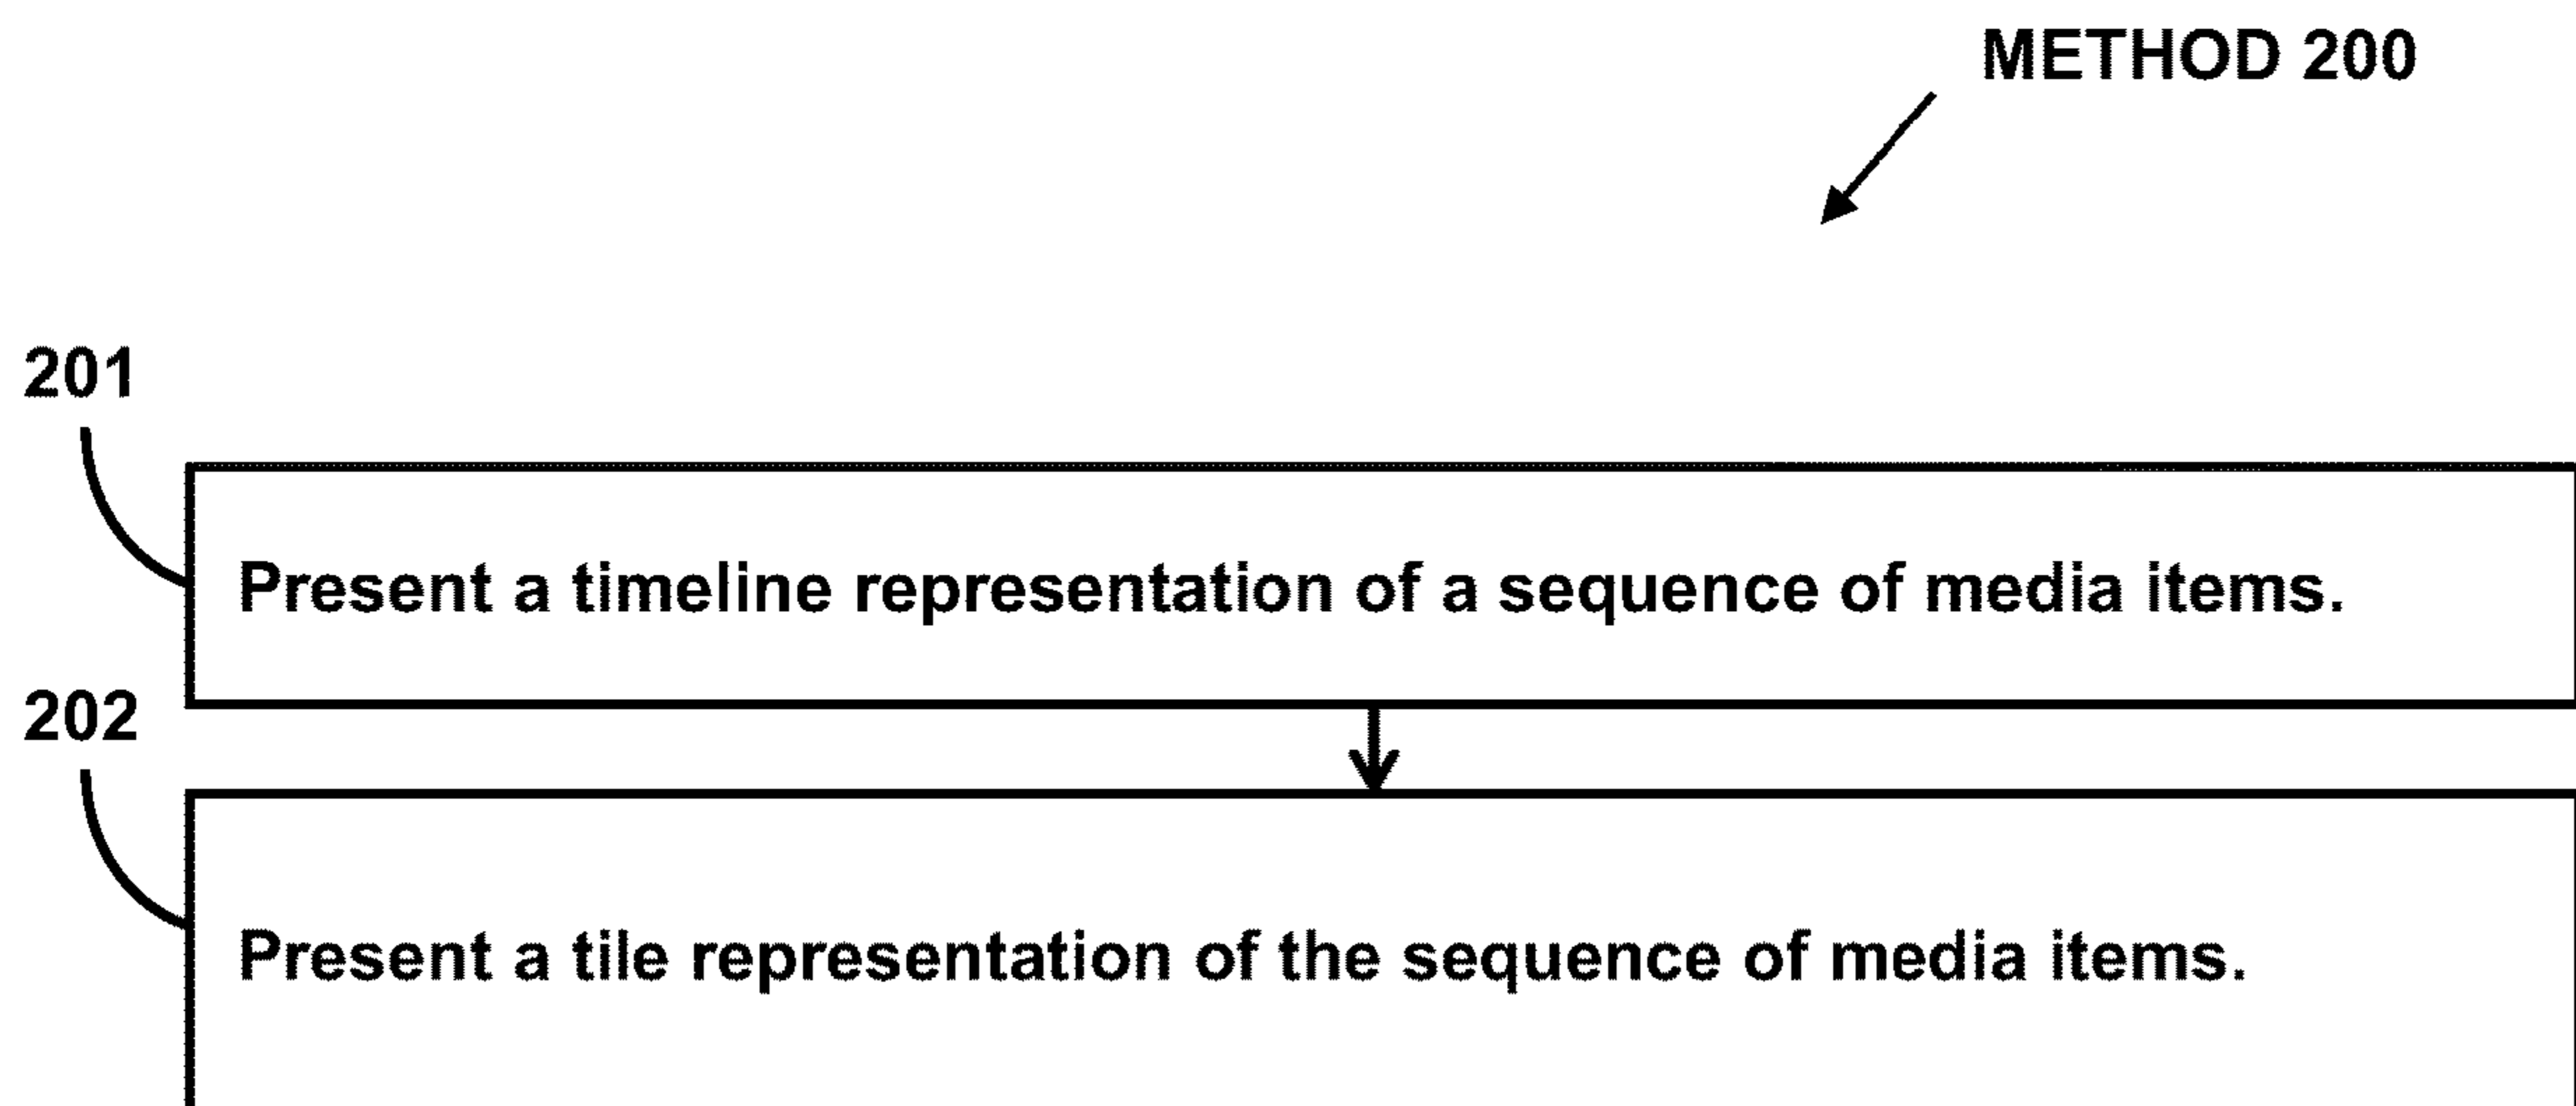 METHOD 200
201
Present a timeline representation of a sequence of media items.
202
Present a tile representation of the sequence of media items.